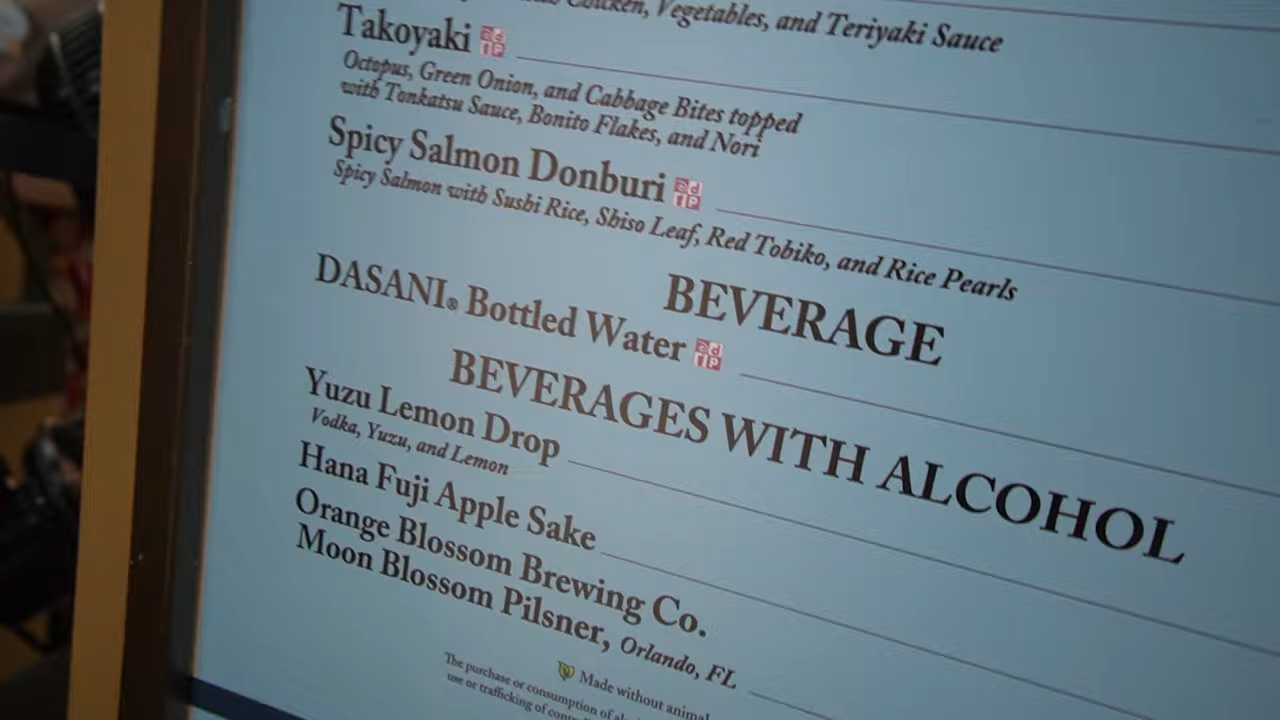 Chicken, Vegetables, and Teriyaki Sauce
Takoyaki
Octopus, Green Onion, and Cabbage Bites topped
with Tonkatsu Sauce, Bonito Flakes, and Nori
Spicy Salmon Donburi
Spicy Salmon with Sushi Rice, Shiso Leaf, Red Tobiko, and Rice Pearls
BEVERAGE
DASANI® Bottled Water
BEVERAGES WITH ALCOHOL
Yuzu Lemon Drop
Vodka, Yuzu, and Lemon
Hana Fuji Apple Sake
Orange Blossom Brewing Co.
Moon Blossom Pilsner, Orlando, FL
Made without animal
The purchase or consumption of
use or trafficking of